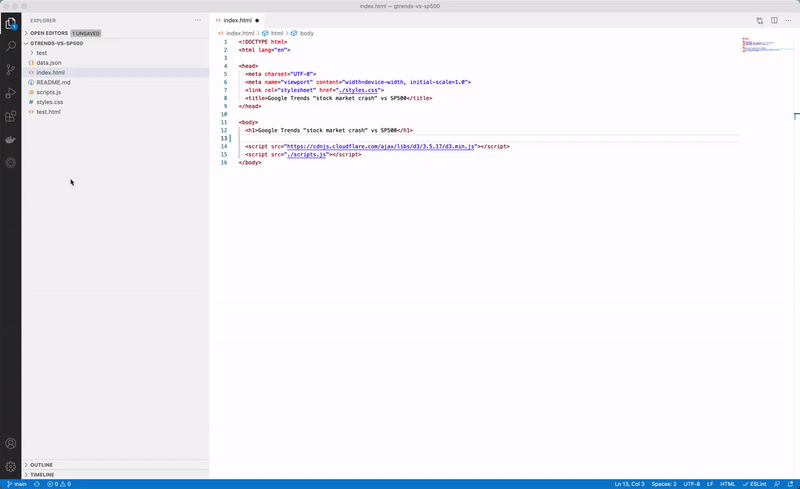 index.html — gtrends-vs-sp500
EXPLORER
OPEN EDITORS 1 UNSAVED
GTRENDS-VS-SP500
test
data.json
index.html
README.md
scripts.js
styles.css
test.html
OUTLINE
TIMELINE
index.html
index.html > html > body
1 <!DOCTYPE html>
2 <html lang="en">
3
4 <head>
5 <meta charset="UTF-8">
6 <meta name="viewport" content="width=device-width, initial-scale=1.0">
7 <link rel="stylesheet" href="./styles.css">
8 <title>Google Trends "stock market crash" vs SP500</title>
9 </head>
10
11 <body>
12 <h1>Google Trends "stock market crash" vs SP500</h1>
13
14 <script src="https://cdnjs.cloudflare.com/ajax/libs/d3/3.5.17/d3.min.js"></script>
15 <script src="./scripts.js"></script>
16 </body>
main 0 0 Ln 13, Col 3 Spaces: 2 UTF-8 LF HTML ESLint